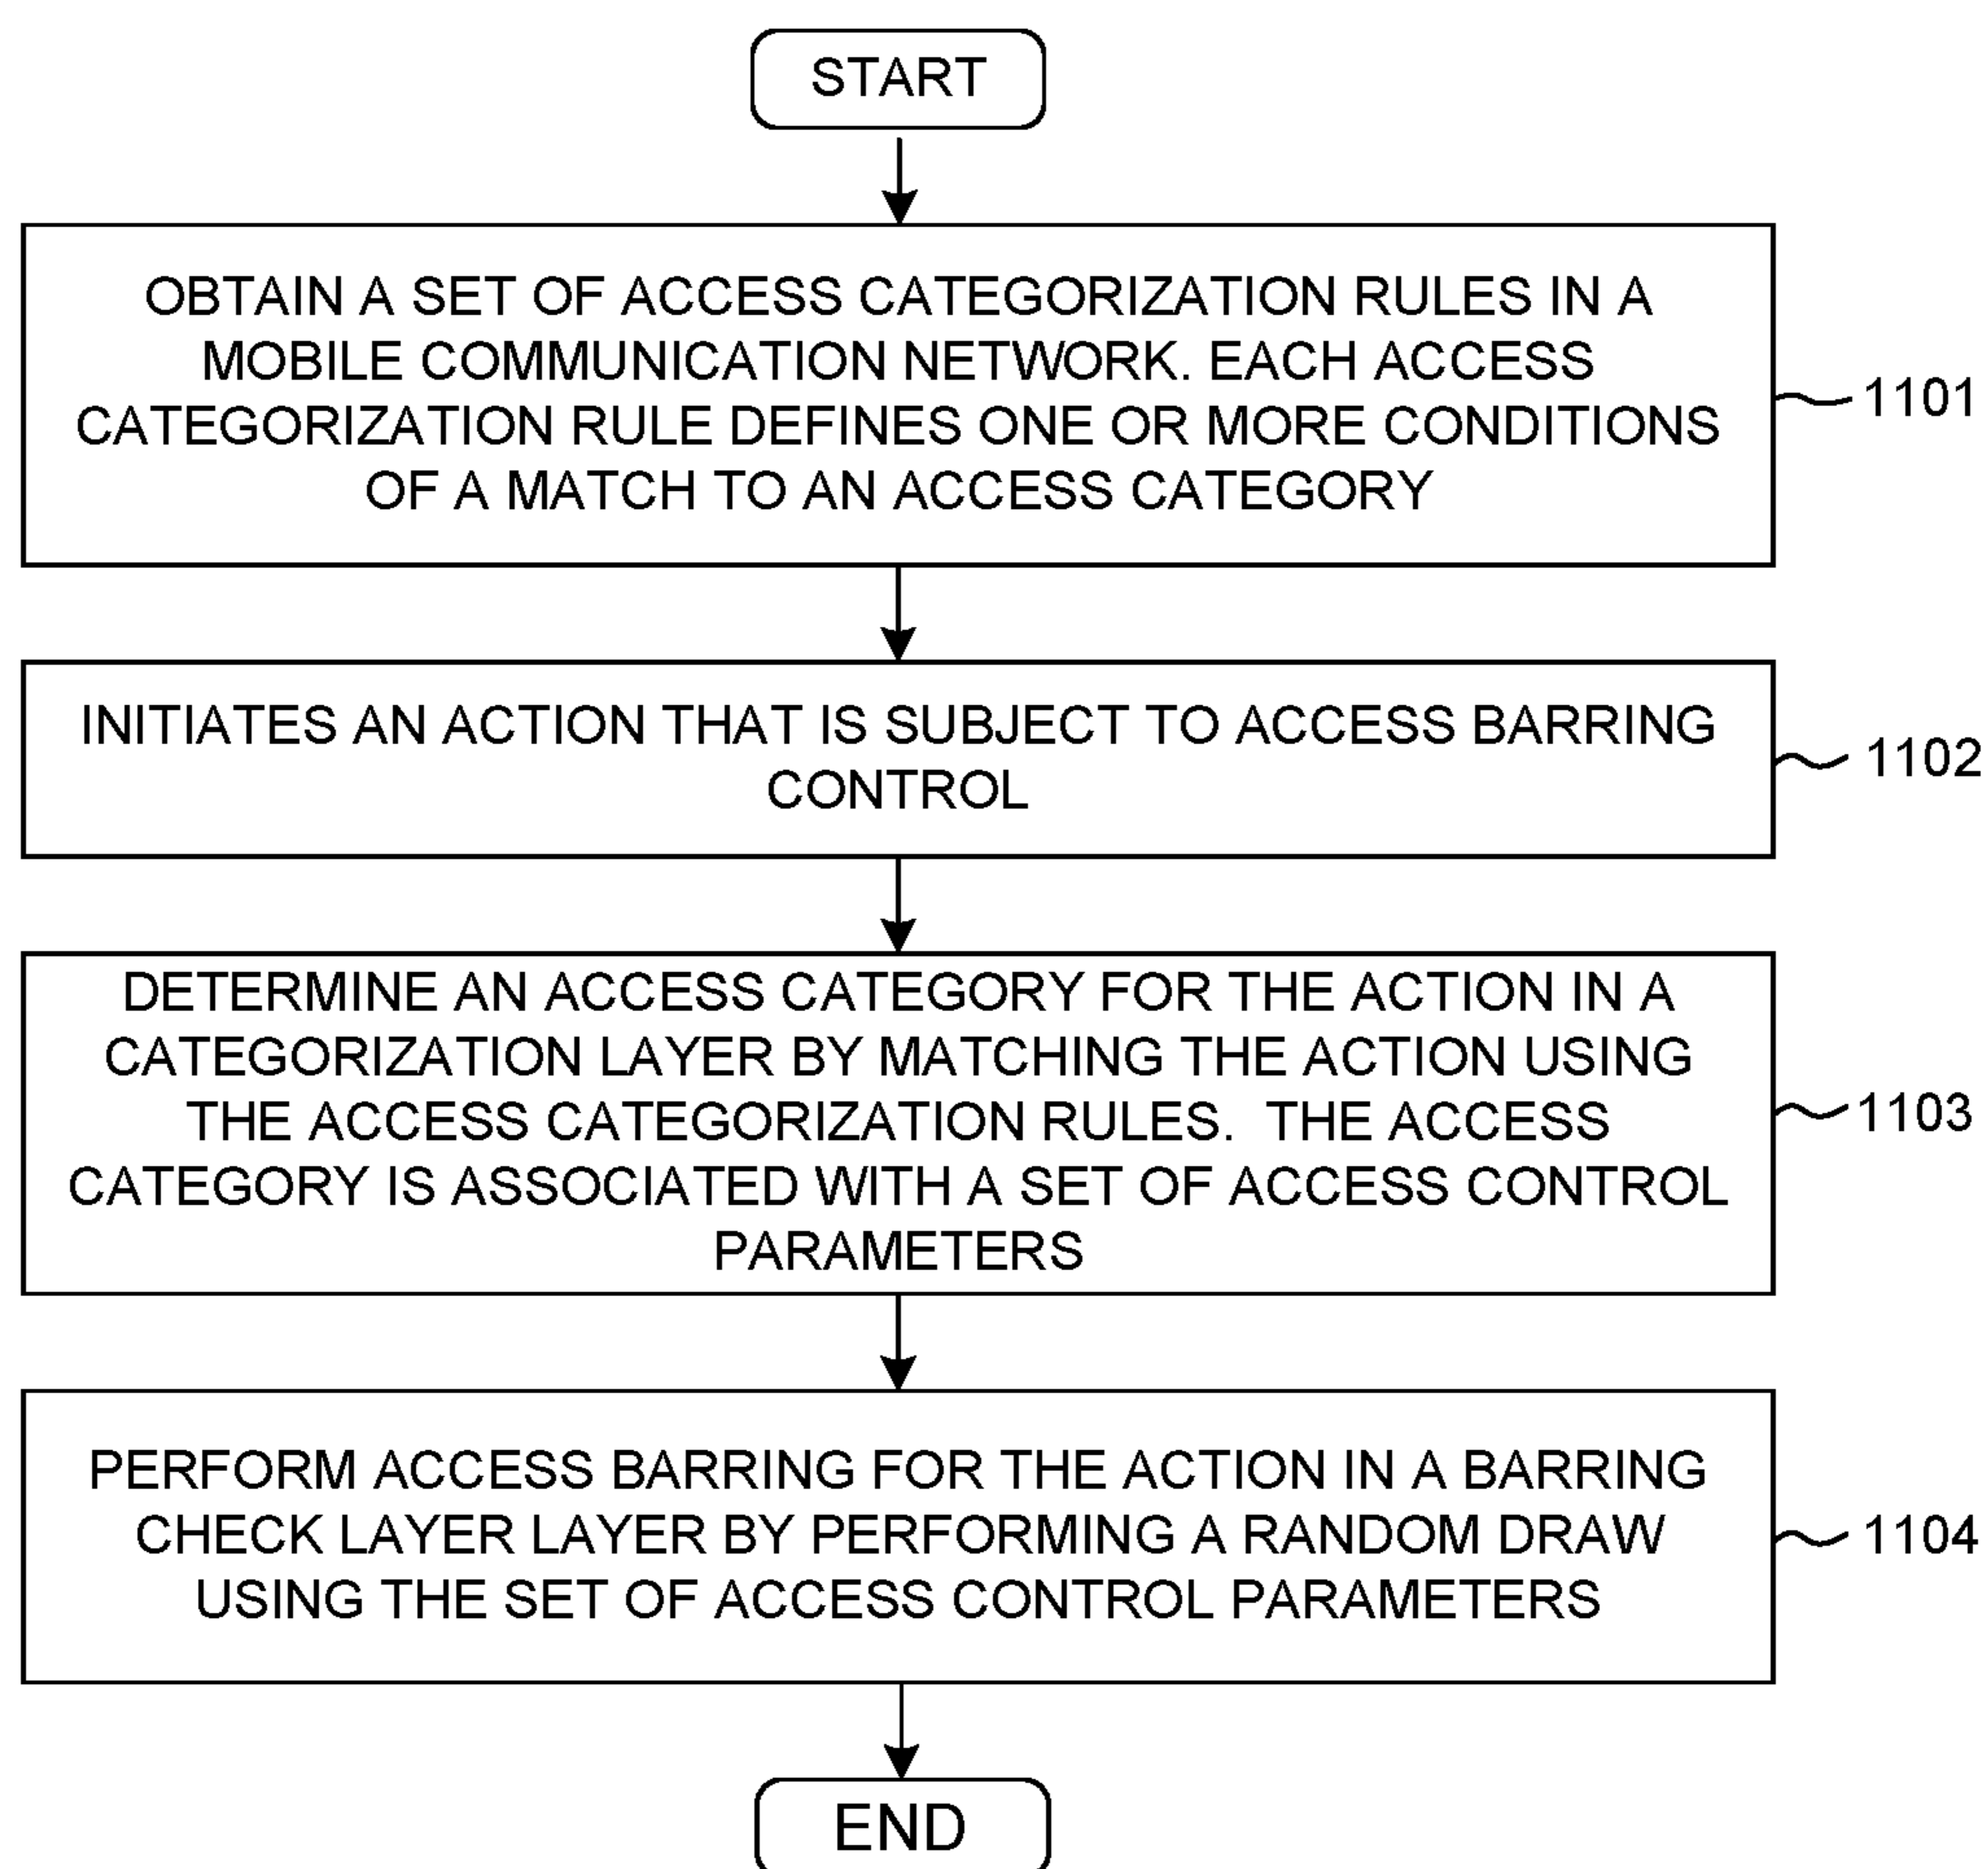 START
OBTAIN A SET OF ACCESS CATEGORIZATION RULES IN A
MOBILE COMMUNICATION NETWORK. EACH ACCESS
CATEGORIZATION RULE DEFINES ONE OR MORE CONDITIONS
OF A MATCH TO AN ACCESS CATEGORY
1101
INITIATES AN ACTION THAT IS SUBJECT TO ACCESS BARRING
CONTROL
1102
DETERMINE AN ACCESS CATEGORY FOR THE ACTION IN A
CATEGORIZATION LAYER BY MATCHING THE ACTION USING
THE ACCESS CATEGORIZATION RULES. THE ACCESS
CATEGORY IS ASSOCIATED WITH A SET OF ACCESS CONTROL
PARAMETERS
1103
PERFORM ACCESS BARRING FOR THE ACTION IN A BARRING
CHECK LAYER LAYER BY PERFORMING A RANDOM DRAW
USING THE SET OF ACCESS CONTROL PARAMETERS
1104
END